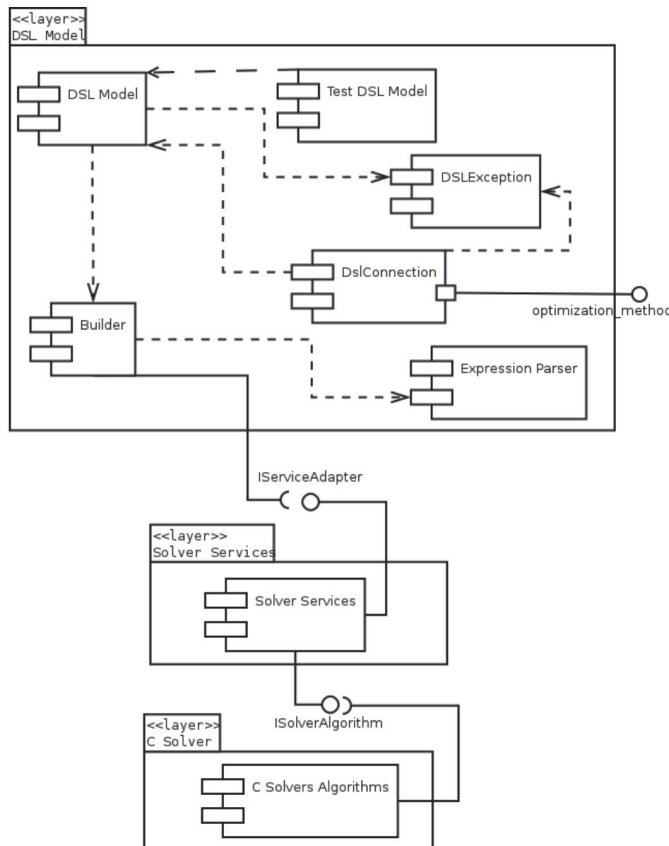 <<layer>>
DSL Model
DSL Model
Test DSL Model
DSLException
DslConnection
optimization_method
Builder
Expression Parser
IServiceAdapter
<<layer>>
Solver Services
Solver Services
ISolverAlgorithm
<<layer>>
C Solver
C Solvers Algorithms